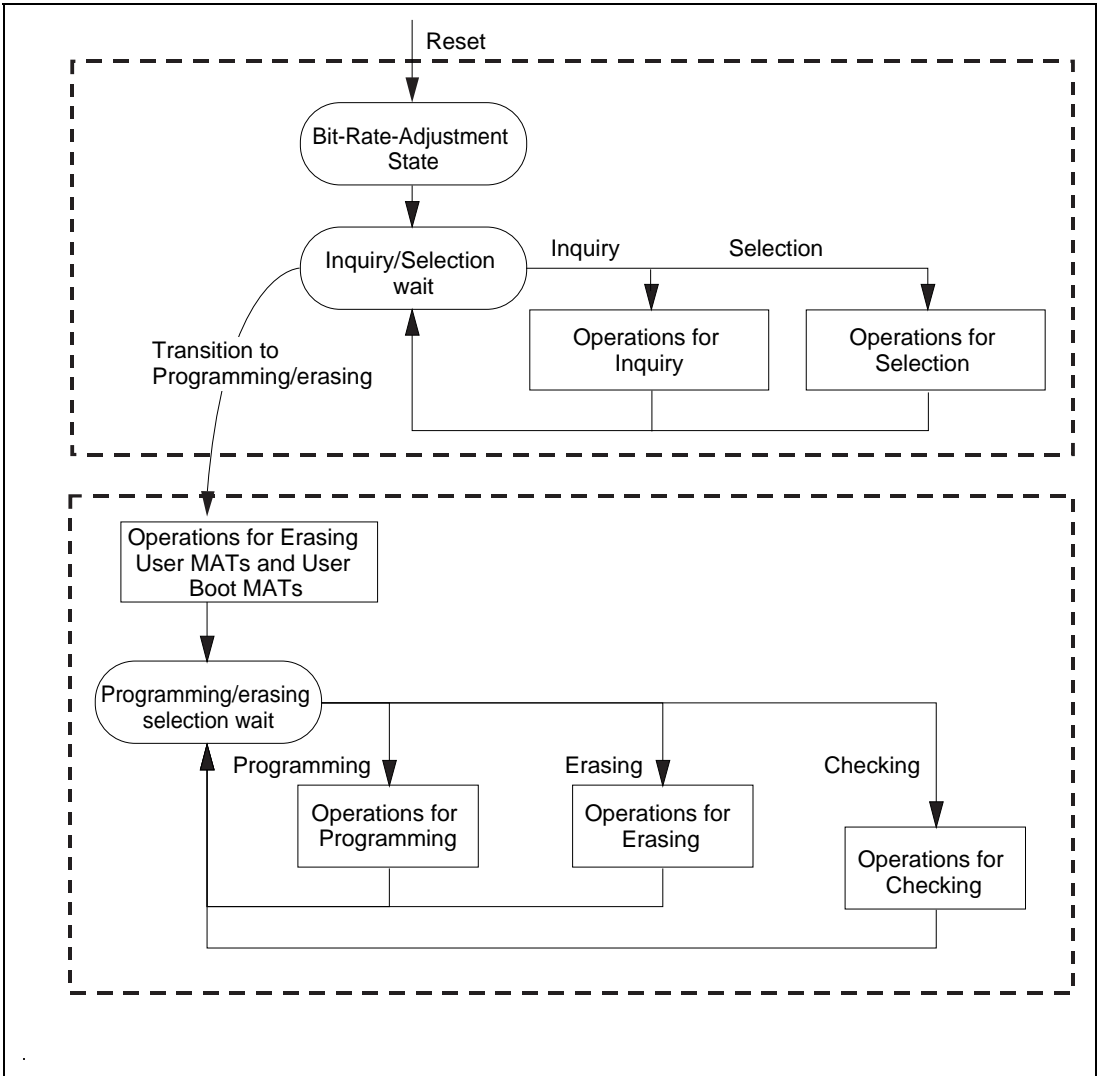 Reset
Bit-Rate-Adjustment
State
Inquiry/Selection
wait
Inquiry
Selection
Operations for
Inquiry
Operations for
Selection
Transition to
Programming/erasing
Operations for Erasing
User MATs and User
Boot MATs
Programming/erasing
selection wait
Programming
Erasing
Checking
Operations for
Programming
Operations for
Erasing
Operations for
Checking
.